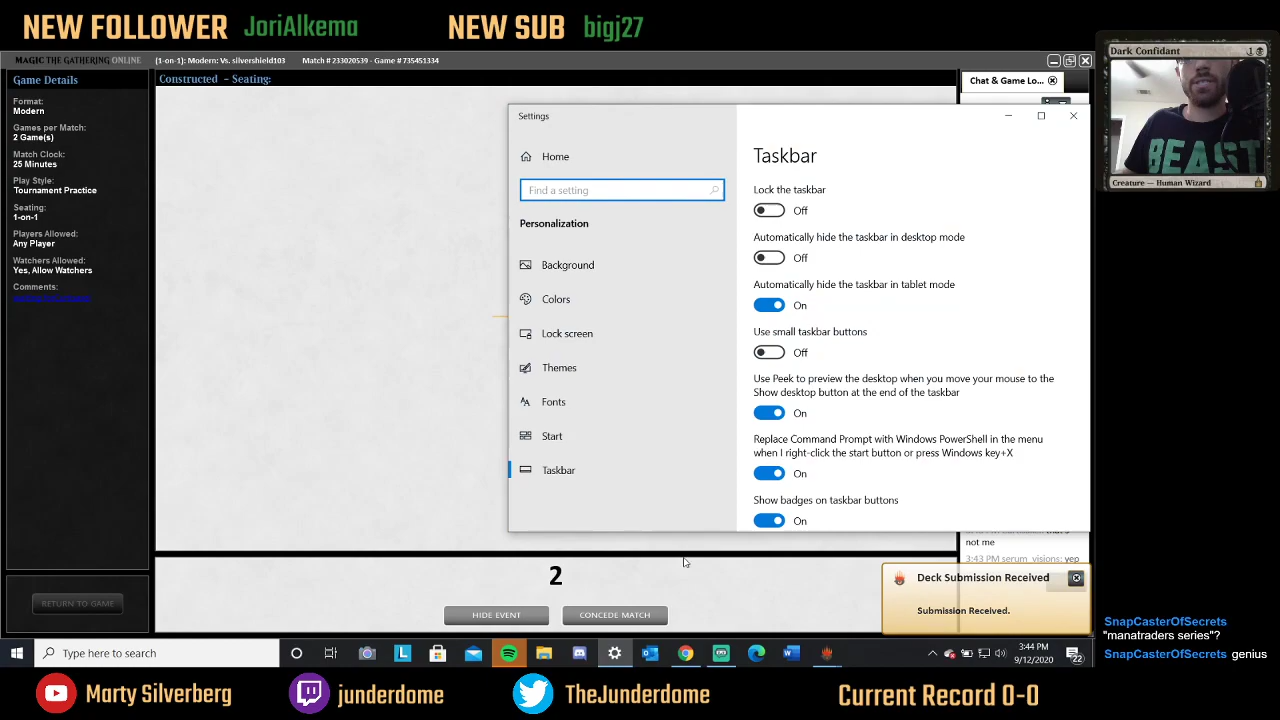 NEW FOLLOWER JoriAlkema NEW SUB bigj27
MAGIC THE GATHERING ONLINE (1-on-1) Modern: Vs. silvershield103 Match # 233020539 - Game # 735451334
Game Details
Format:
Modern
Games per Match:
2 Game(s)
Match Clock:
25 Minutes
Play Style:
Tournament Practice
Seating:
1-on-1
Players Allowed:
Any Player
Watchers Allowed:
Yes, Allow Watchers
Comments:
RETURN TO GAME
Constructed - Seating:
Chat & Game Lo...
Settings
Home
Find a setting
Personalization
Background
Colors
Lock screen
Themes
Fonts
Start
Taskbar
Taskbar
Lock the taskbar
Off
Automatically hide the taskbar in desktop mode
Off
Automatically hide the taskbar in tablet mode
On
Use small taskbar buttons
Off
Use Peek to preview the desktop when you move your mouse to the
Show desktop button at the end of the taskbar
On
Replace Command Prompt with Windows PowerShell in the menu
when I right-click the start button or press Windows key+X
On
Show badges on taskbar buttons
On
not me
3:43 PM serum_visions: yep
2
HIDE EVENT CONCEDE MATCH
Deck Submission Received
Submission Received.
Dark Confidant 1
BEAST
Creature — Human Wizard
SnapCasterOfSecrets
"manatraders series"?
SnapCasterOfSecrets genius
Type here to search
3:44 PM
9/12/2020
22
Marty Silverberg junderdome TheJunderdome Current Record 0-0